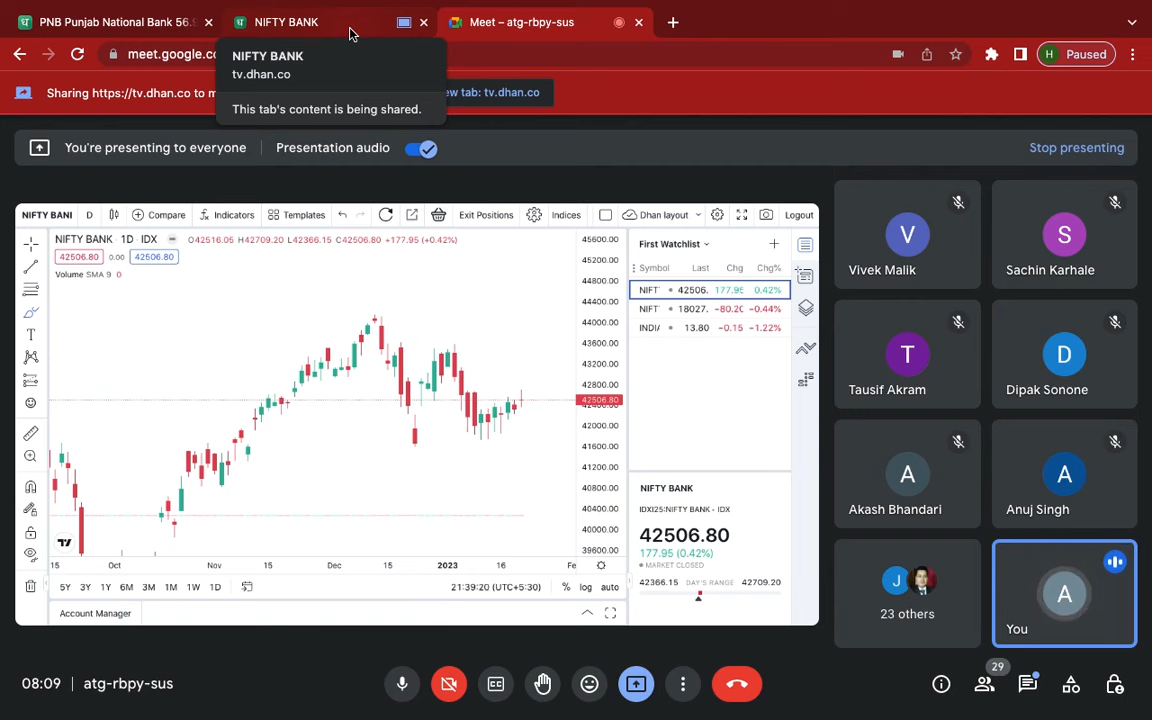 PNB Punjab National Bank 56.9
NIFTY BANK
Meet – atg-rbpy-sus
meet.google.co
Paused
H
NIFTY BANK
tv.dhan.co
This tab's content is being shared.
Sharing https://tv.dhan.co to m
ew tab: tv.dhan.co
You're presenting to everyone
Presentation audio
Stop presenting
NIFTY BANI
D
Compare
Indicators
Templates
Exit Positions
Indices
Dhan layout
Logout
NIFTY BANK · 1D · IDX
O42516.05 H42709.20 L42366.15 C42506.80 +177.95 (+0.42%)
42506.80 0.00 42506.80
Volume SMA 9 0
45600.00
45200.00
44800.00
44400.00
44000.00
43600.00
43200.00
42800.00
42506.80
42000.00
41600.00
41200.00
40800.00
40400.00
40000.00
39600.00
15 Oct Nov 15 Dec 15 2023 16 Fe
5Y 3Y 1Y 6M 3M 1M 1W 1D
21:39:20 (UTC+5:30)
% log auto
Account Manager
First Watchlist
Symbol Last Chg Chg%
NIFT 42506. 177.95 0.42%
NIFT 18027. −80.20 −0.44%
INDIA 13.80 −0.15 −1.22%
NIFTY BANK
IDXI25:NIFTY BANK - IDX
42506.80
177.95 (0.42%)
MARKET CLOSED
42366.15 DAY'S RANGE 42709.20
V
Vivek Malik
S
Sachin Karhale
T
Tausif Akram
D
Dipak Sonone
A
Akash Bhandari
A
Anuj Singh
J
23 others
A
You
08:09 | atg-rbpy-sus
29